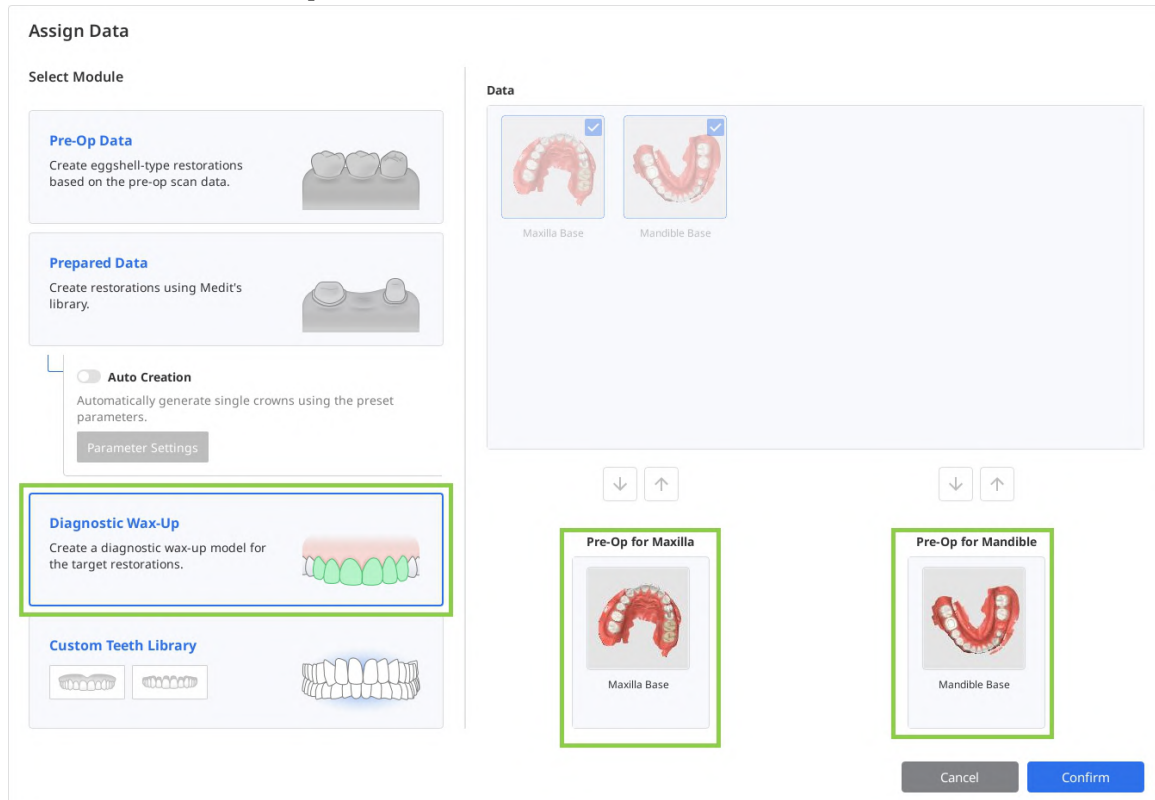 Assign Data
Select Module
Pre-Op Data
Create eggshell-type restorations
based on the pre-op scan data.
Prepared Data
Create restorations using Medit's
library.
Auto Creation
Automatically generate single crowns using the preset
parameters.
Parameter Settings
Diagnostic Wax-Up
Create a diagnostic wax-up model for
the target restorations.
Custom Teeth Library
Data
Maxilla Base
Mandible Base
Pre-Op for Maxilla
Maxilla Base
Pre-Op for Mandible
Mandible Base
Cancel
Confirm